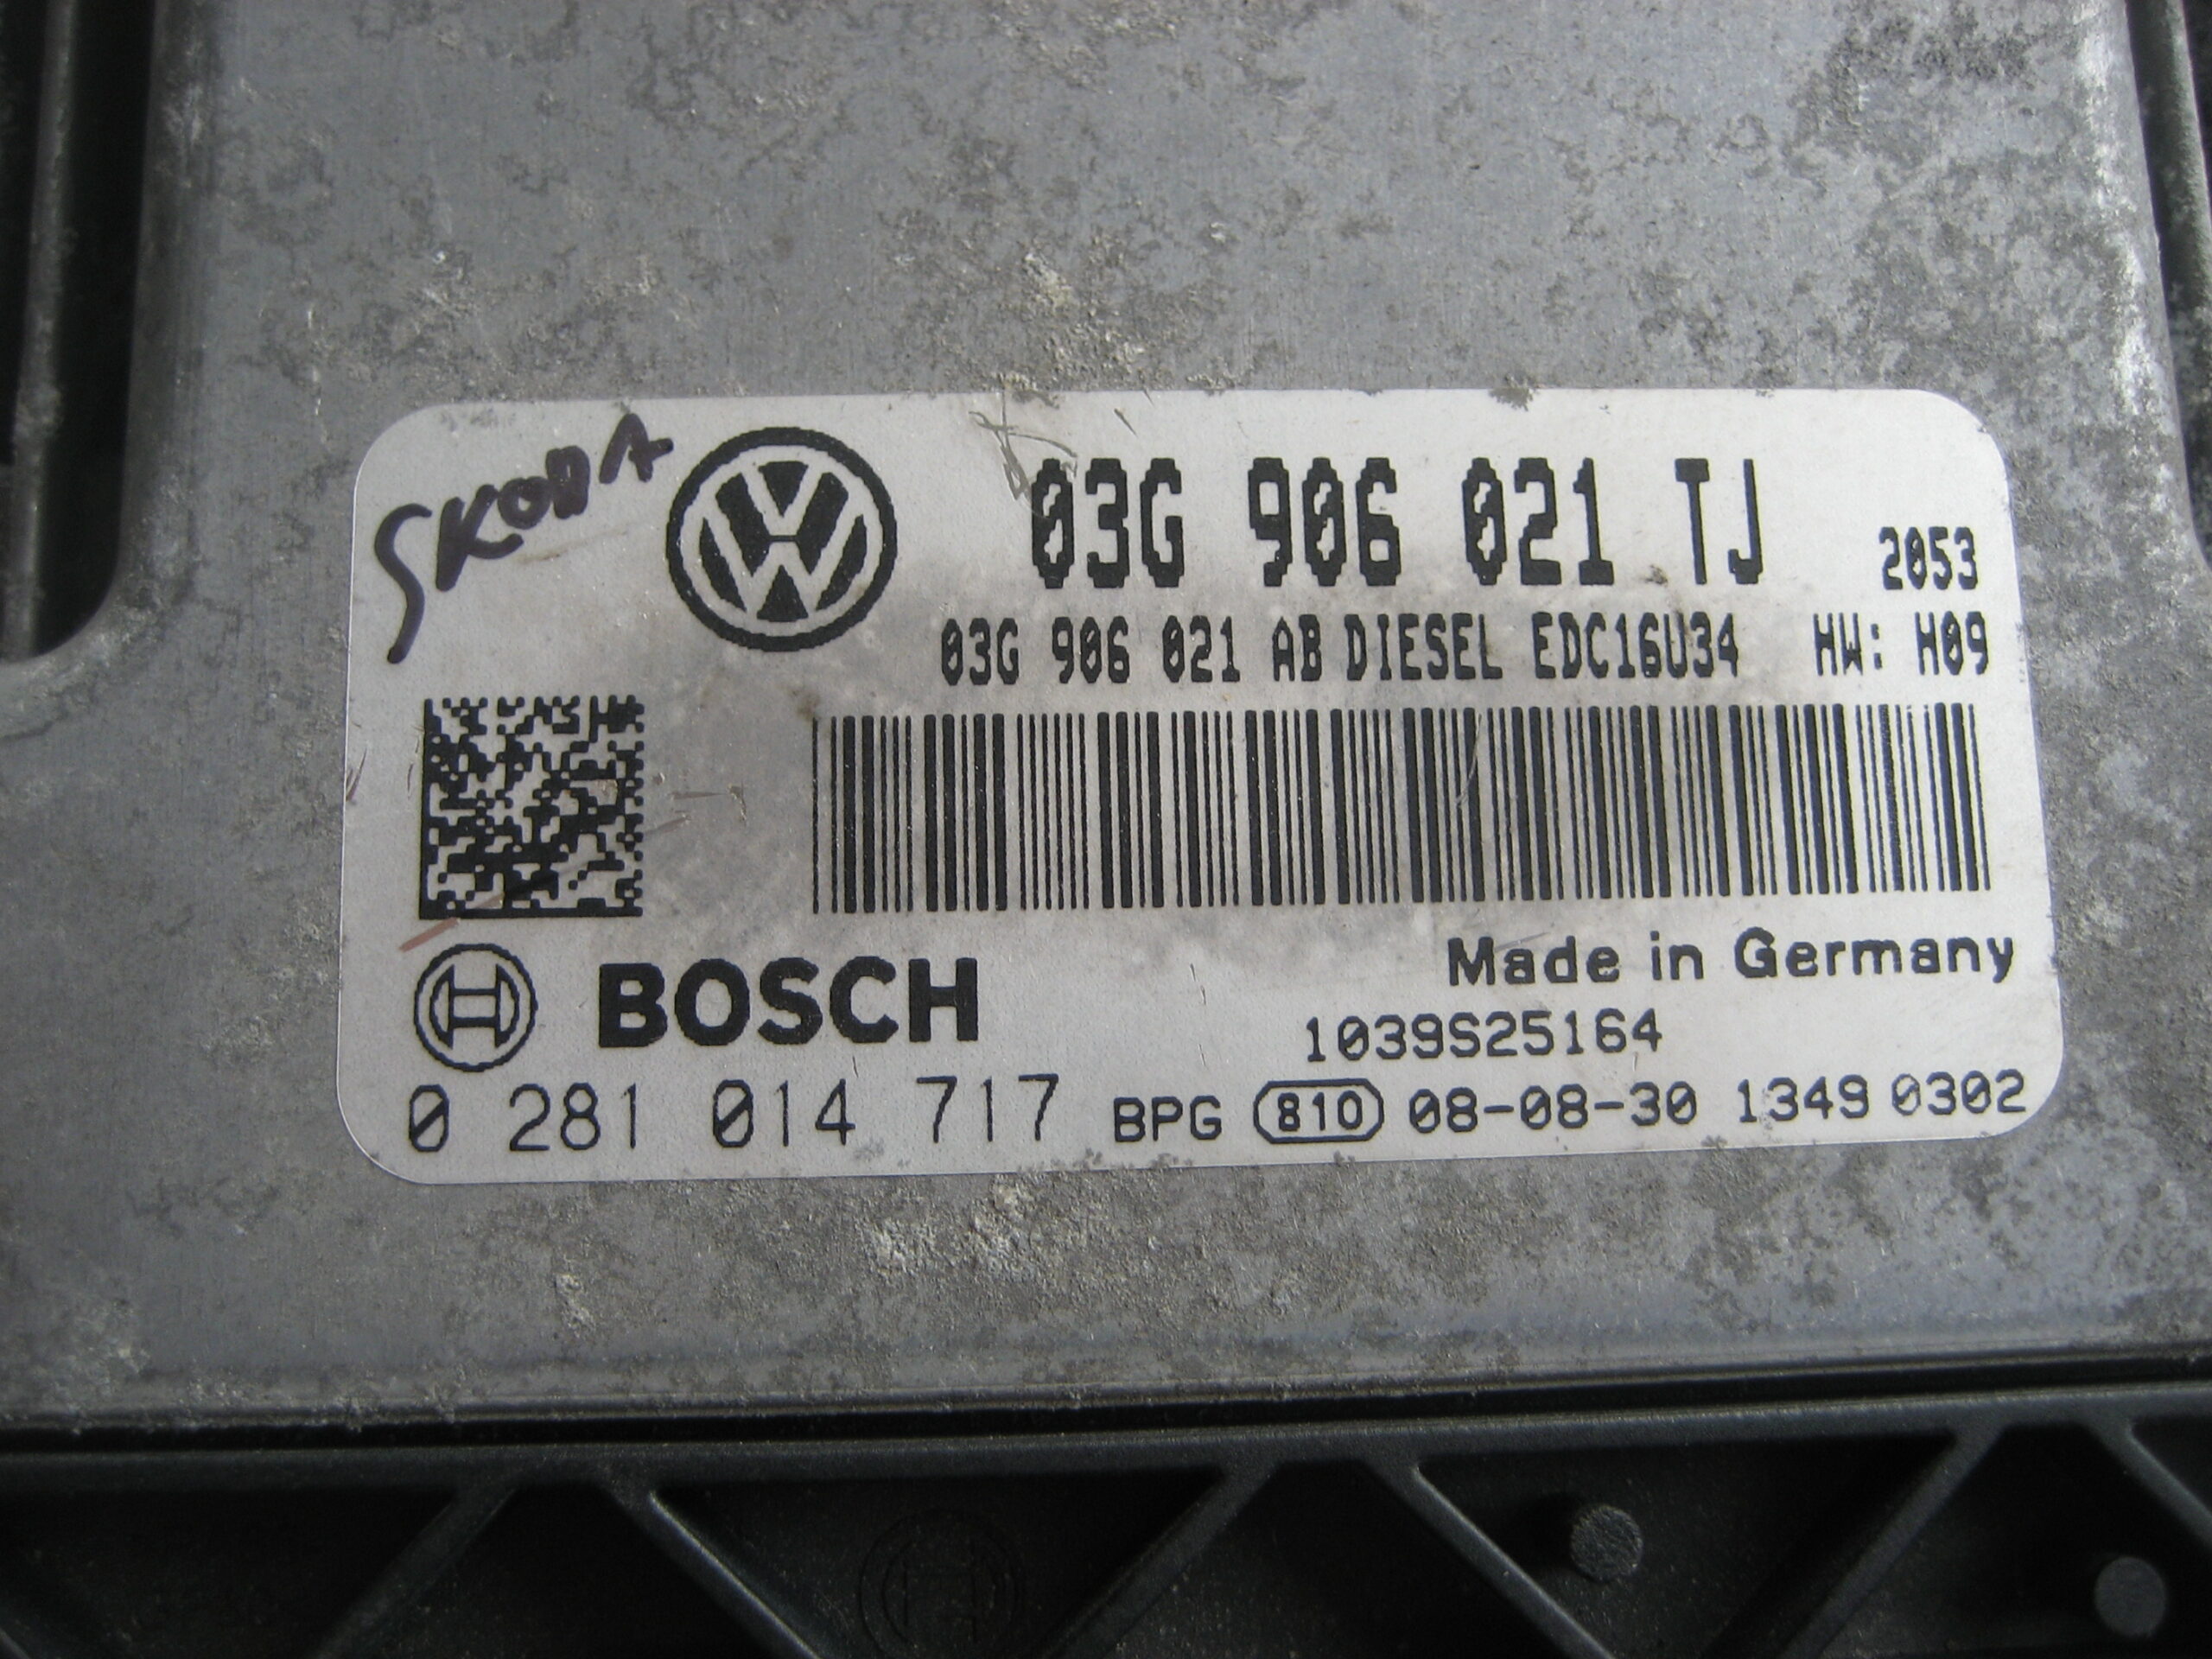 SKODA
03G 906 021 TJ 2053
03G 906 021 AB DIESEL EDC16U34 HW: H09
BOSCH Made in Germany
1039S25164
0 281 014 717 BPG 810 08-08-30 1349 0302